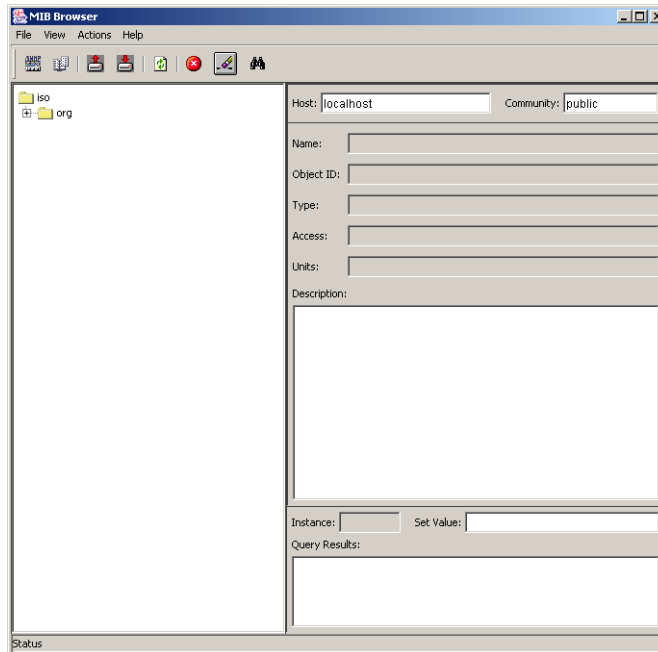 MIB Browser
File View Actions Help
iso
org
Host: localhost Community: public
Name:
Object ID:
Type:
Access:
Units:
Description:
Instance: Set Value:
Query Results:
Status